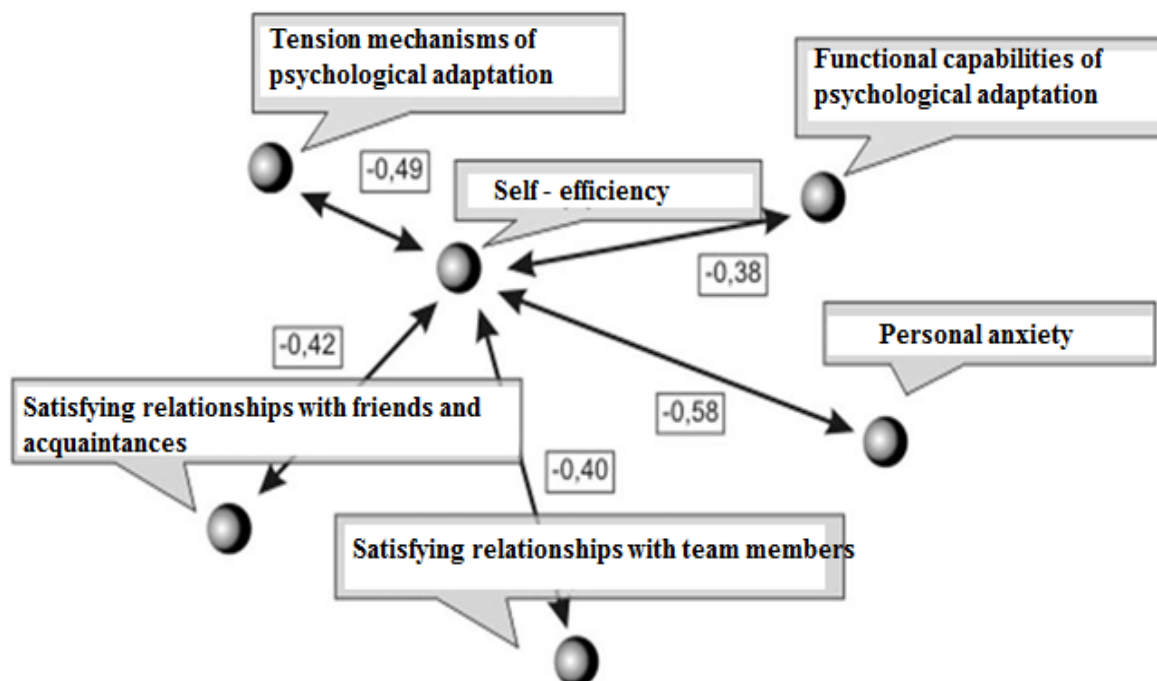 Tension mechanisms of
psychological adaptation
Functional capabilities of
psychological adaptation
-0,49
Self - efficiency
-0,38
Personal anxiety
-0,42
Satisfying relationships with friends and
acquaintances
-0,58
-0,40
Satisfying relationships with team members